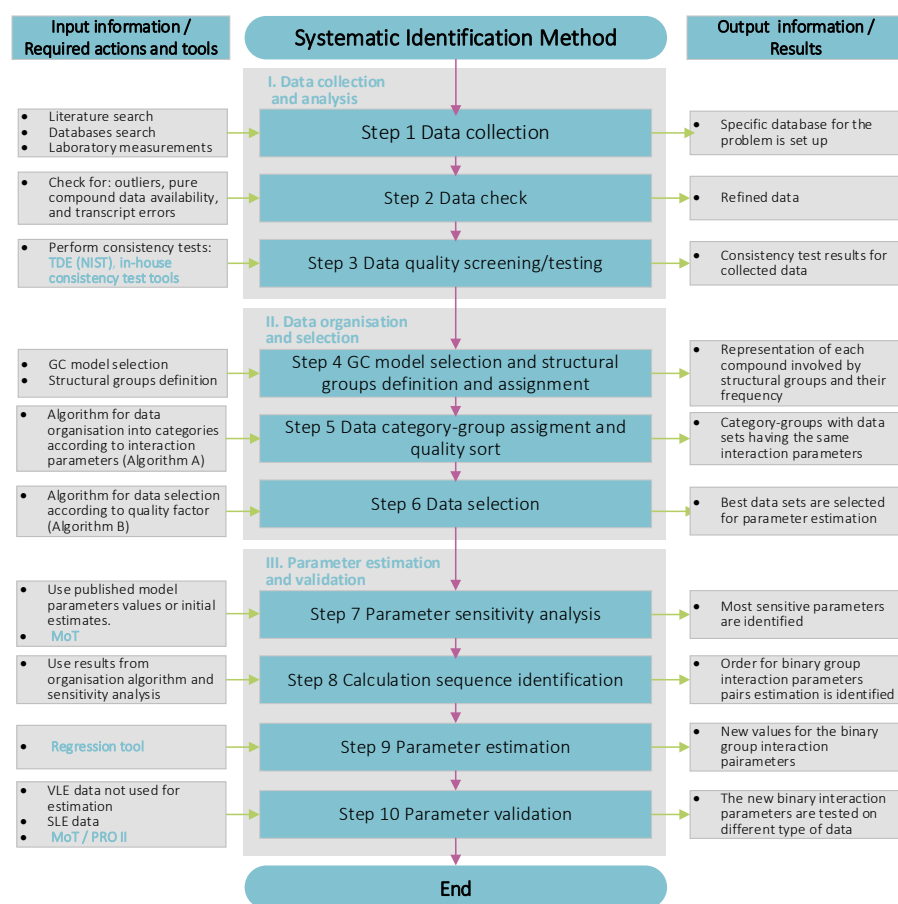 Input information /
Required actions and tools
Systematic Identification Method
Output information /
Results
I. Data collection
and analysis
• Literature search
• Databases search
• Laboratory measurements
Step 1 Data collection
• Specific database for the
problem is set up
• Check for: outliers, pure
compound data availability,
and transcript errors
Step 2 Data check
• Refined data
• Perform consistency tests:
TDE (NIST), in-house
consistency test tools
Step 3 Data quality screening/testing
• Consistency test results for
collected data
II. Data organisation
and selection
• GC model selection
• Structural groups definition
Step 4 GC model selection and structural
groups definition and assignment
• Representation of each
compound involved by
structural groups and their
frequency
• Algorithm for data
organisation into categories
according to interaction
parameters (Algorithm A)
Step 5 Data category-group assigment and
quality sort
• Category-groups with data
sets having the same
interaction parameters
• Algorithm for data selection
according to quality factor
(Algorithm B)
Step 6 Data selection
• Best data sets are selected
for parameter estimation
III. Parameter estimation
and validation
• Use published model
parameters values or initial
estimates.
• MoT
Step 7 Parameter sensitivity analysis
• Most sensitive parameters
are identified
• Use results from
organisation algorithm and
sensitivity analysis
Step 8 Calculation sequence identification
• Order for binary group
interaction parameters
pairs estimation is identified
• Regression tool
Step 9 Parameter estimation
• New values for the binary
group interaction
pairameters
• VLE data not used for
estimation
• SLE data
• MoT / PRO II
Step 10 Parameter validation
• The new binary interaction
parameters are tested on
different type of data
End